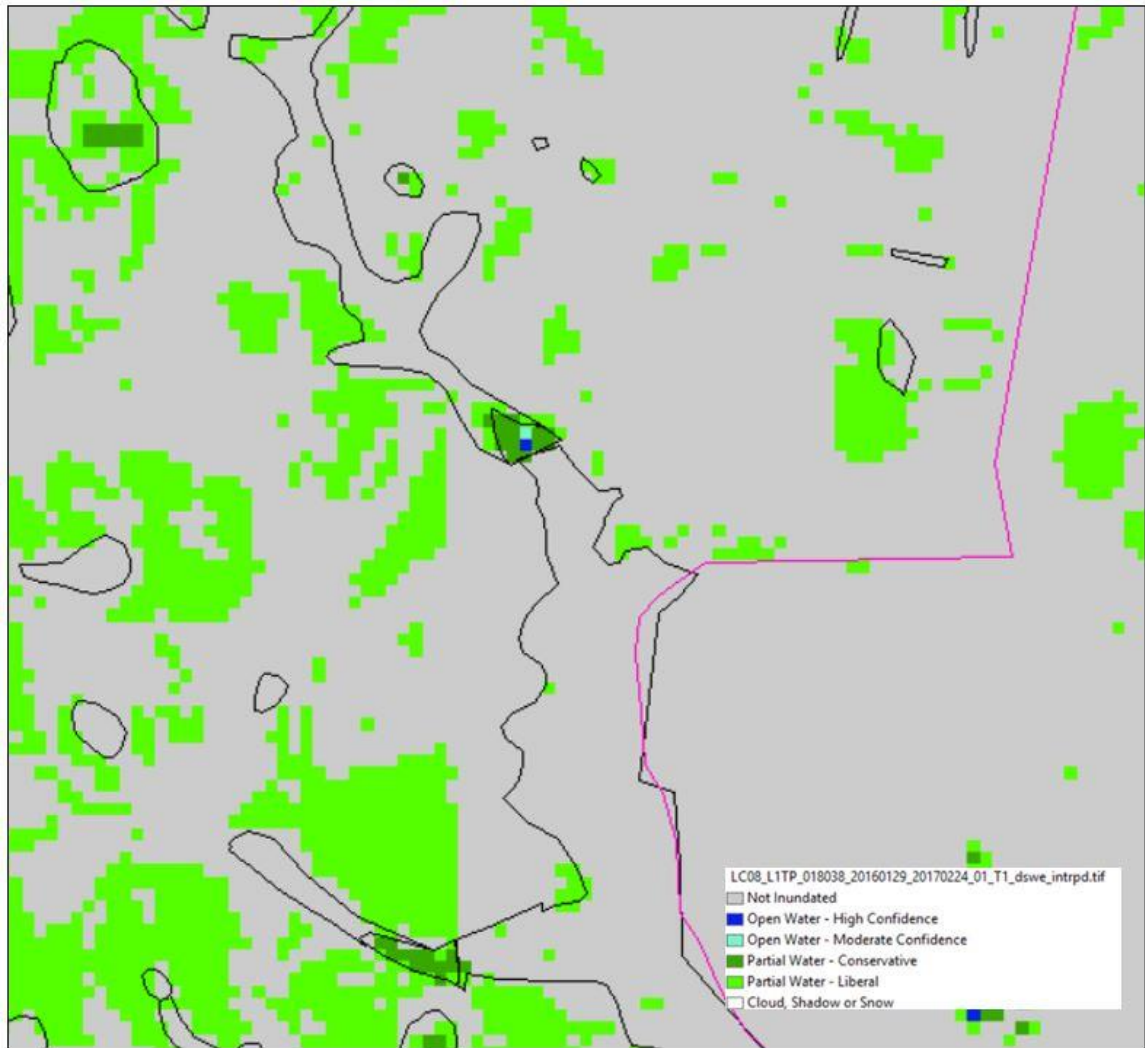 LC08_L1TP_018038_20160129_20170224_01_T1_dswe_intrpd.tif
Not Inundated
Open Water - High Confidence
Open Water - Moderate Confidence
Partial Water - Conservative
Partial Water - Liberal
Cloud, Shadow or Snow